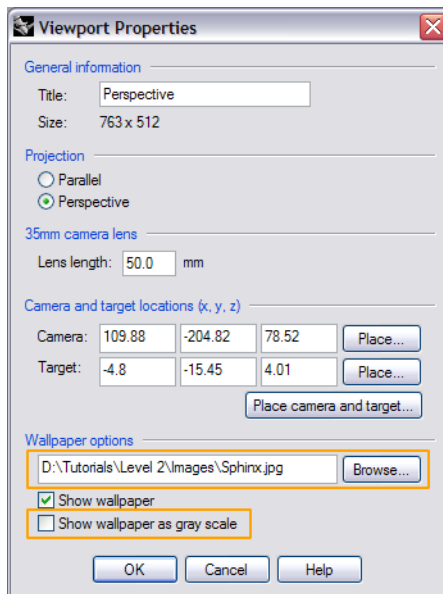 Viewport Properties
General information
Title: Perspective
Size: 763 x 512
Projection
Parallel
Perspective
35mm camera lens
Lens length: 50.0 mm
Camera and target locations (x, y, z)
Camera: 109.88 -204.82 78.52 Place...
Target: -4.8 -15.45 4.01 Place...
Place camera and target...
Wallpaper options
D:\Tutorials\Level 2\Images\Sphinx.jpg Browse...
Show wallpaper
Show wallpaper as gray scale
OK Cancel Help